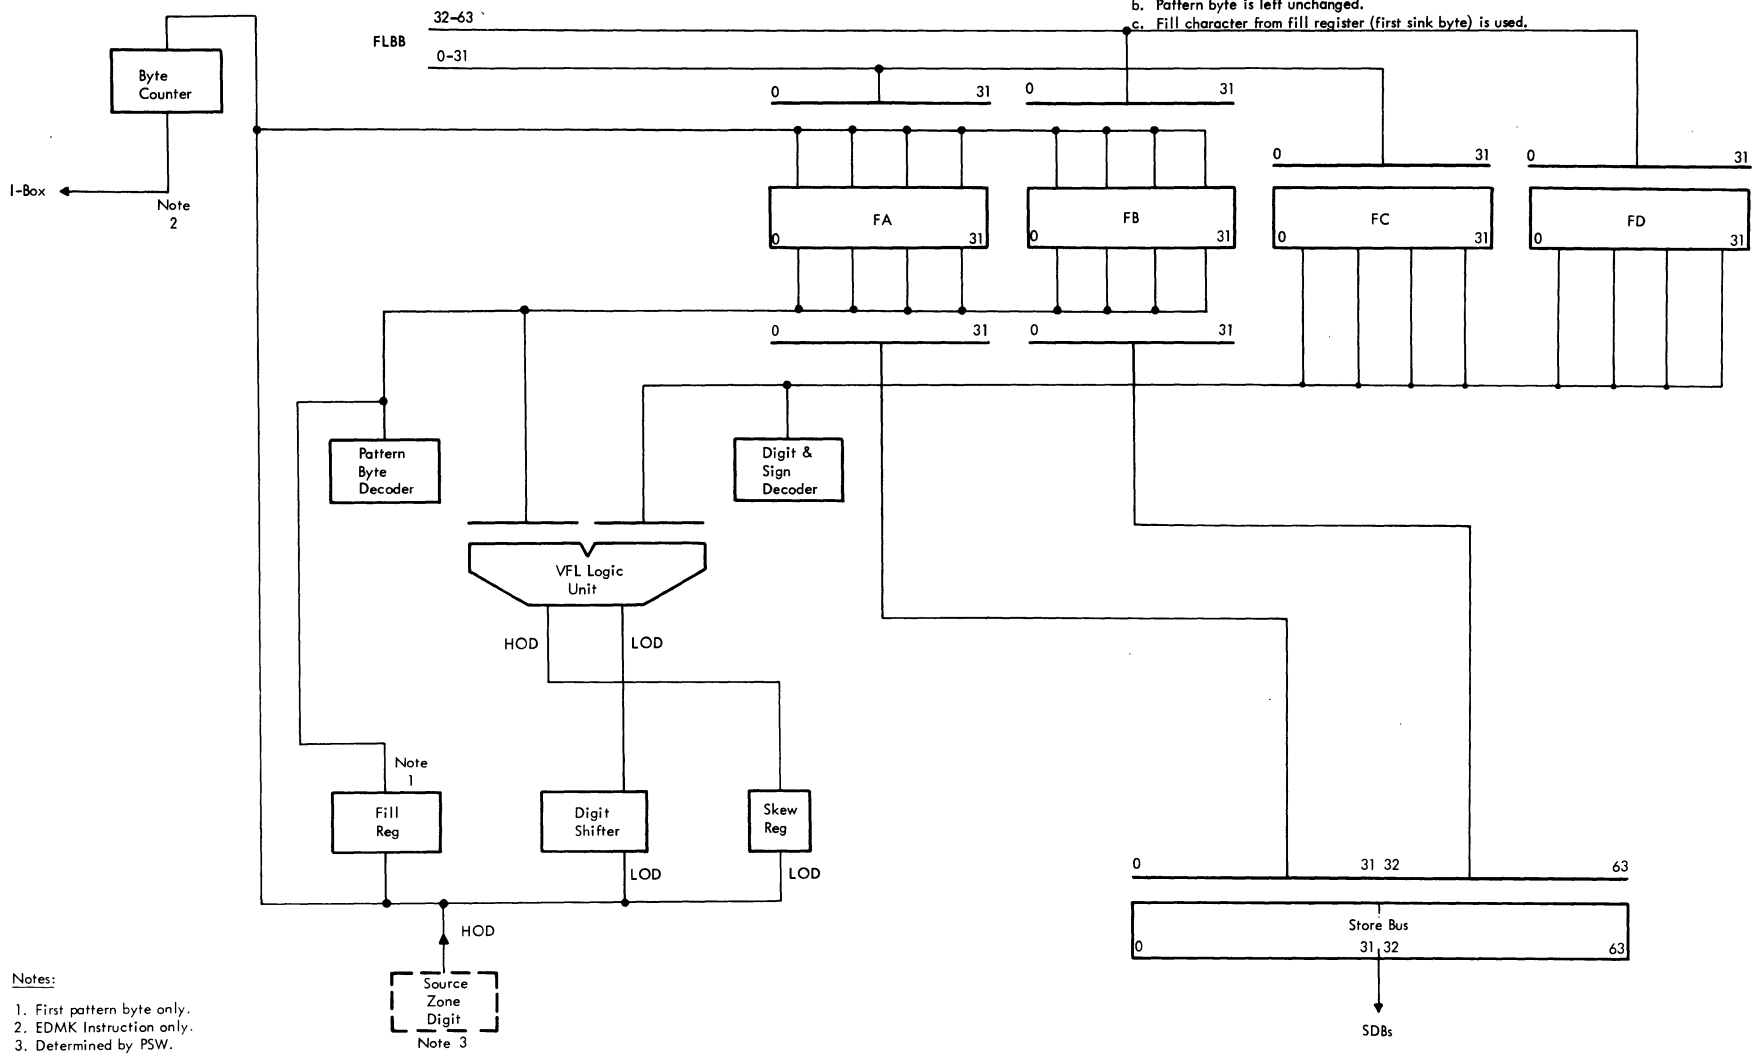 b. Pattern byte is left unchanged.
c. Fill character from fill register (first sink byte) is used.
32-63
FLBB
0-31
Byte
Counter
0 31 0 31
0 31 0 31
I-Box
Note
2
FA
0 31
FB
0 31
FC
0 31
FD
0 31
0 31 0 31
Pattern
Byte
Decoder
Digit &
Sign
Decoder
VFL Logic
Unit
HOD LOD
Note
1
Fill
Reg
Digit
Shifter
Skew
Reg
LOD LOD
0 31 32 63
HOD
Store Bus
0 31 32 63
Source
Zone
Digit
Note 3
SDBs
Notes:
1. First pattern byte only.
2. EDMK Instruction only.
3. Determined by PSW.